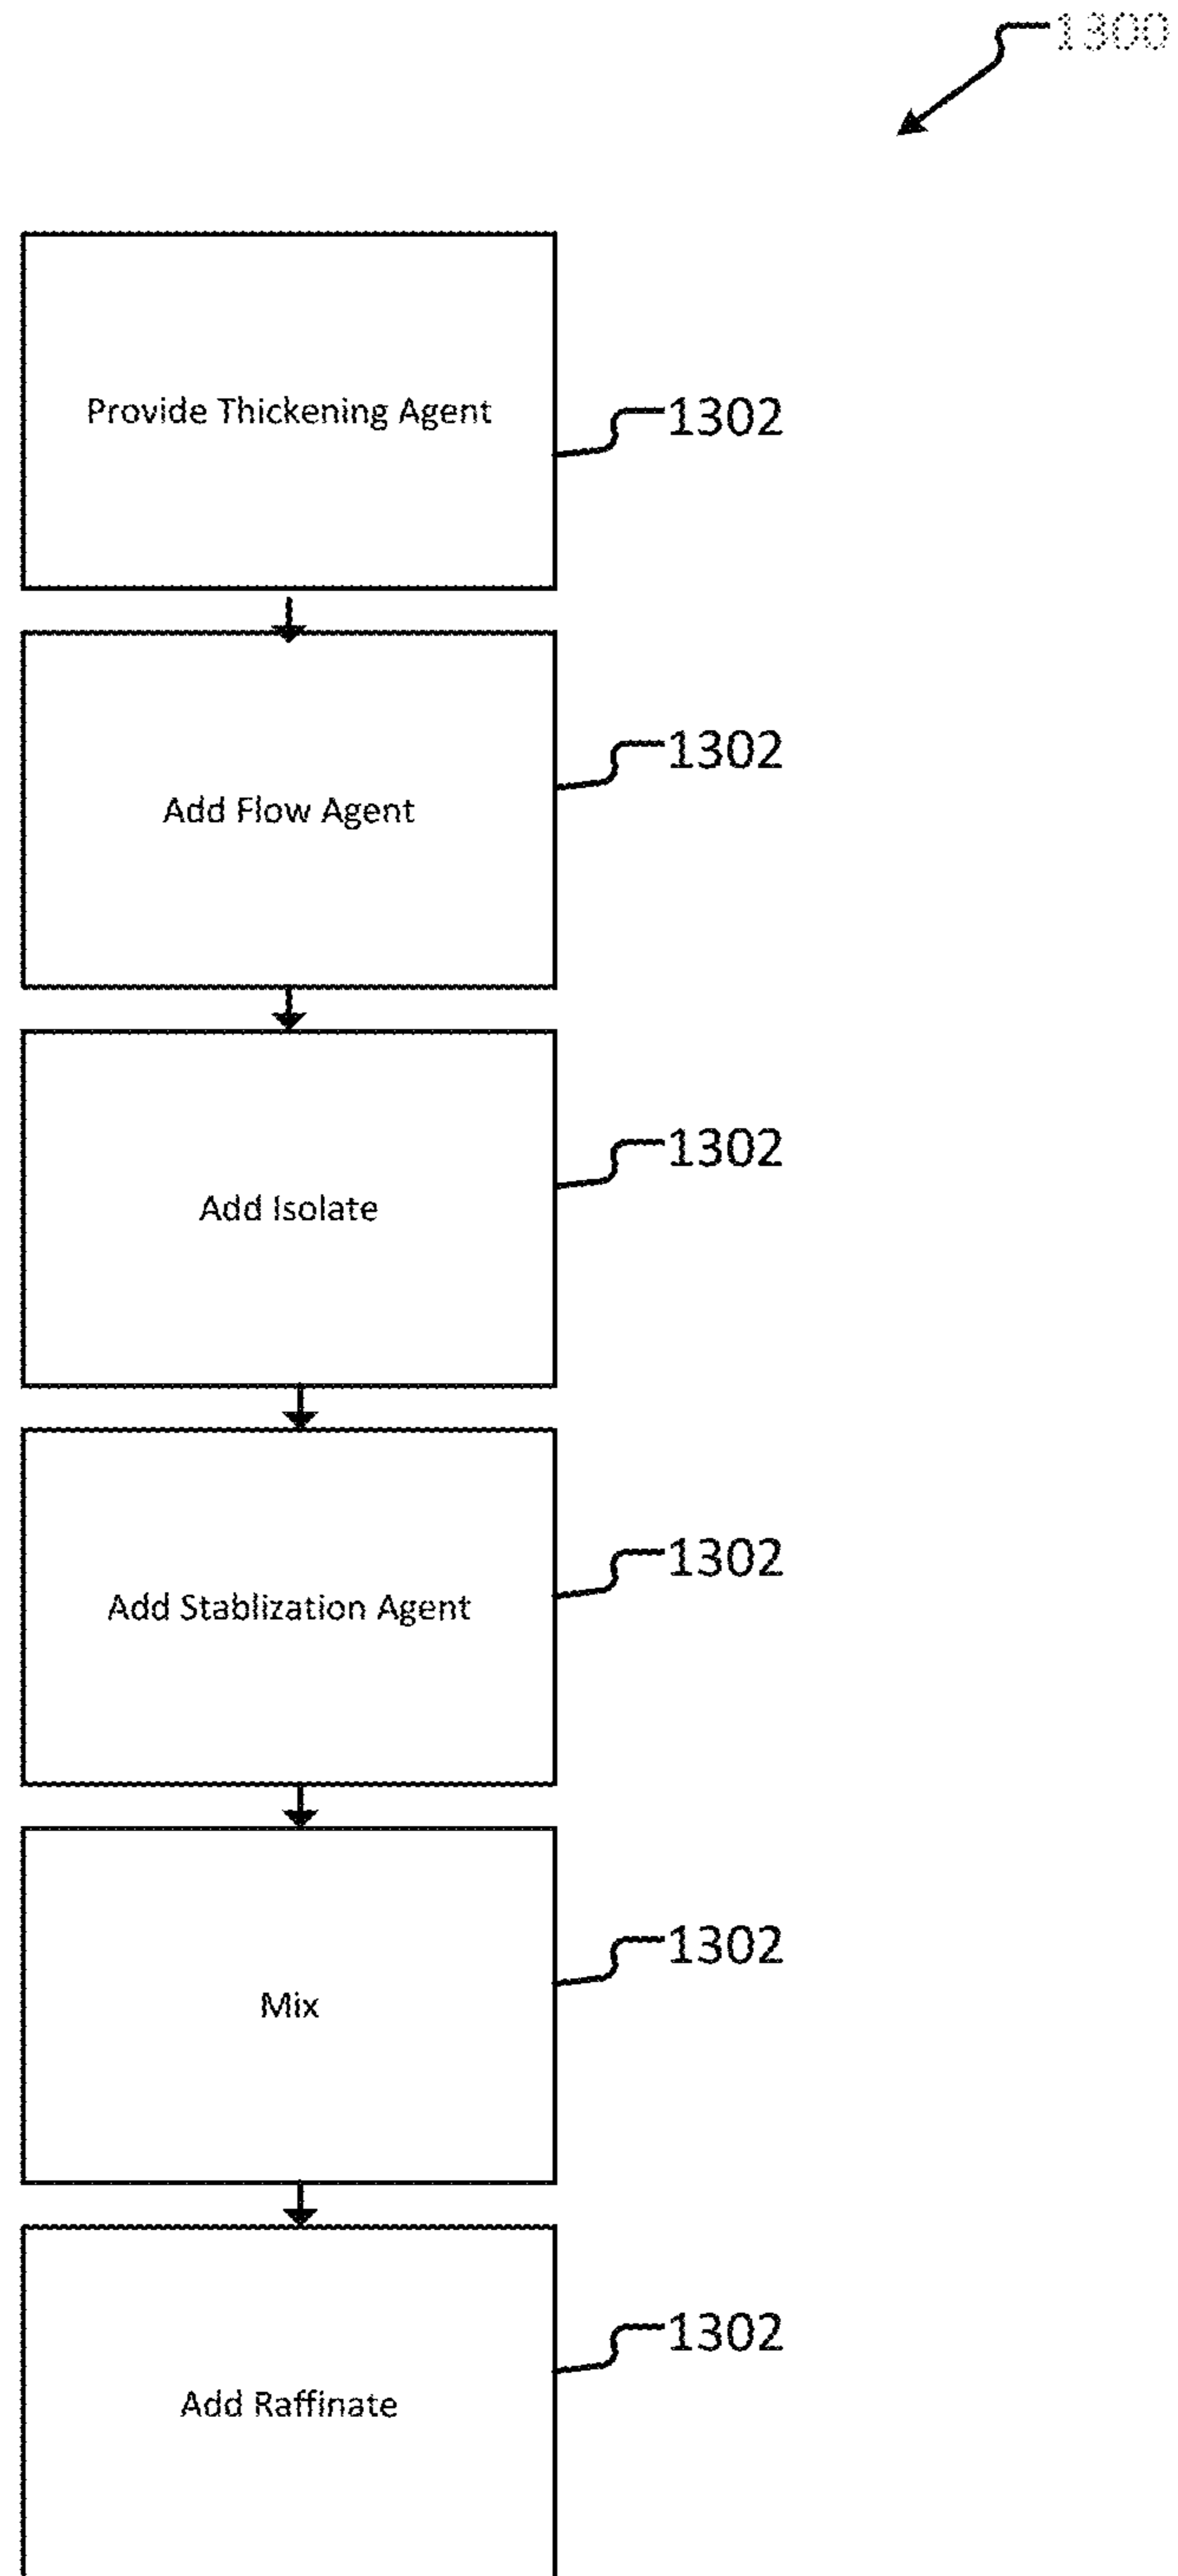 1300
Provide Thickening Agent
1302
Add Flow Agent
1302
Add Isolate
1302
Add Stablization Agent
1302
Mix
1302
Add Raffinate
1302